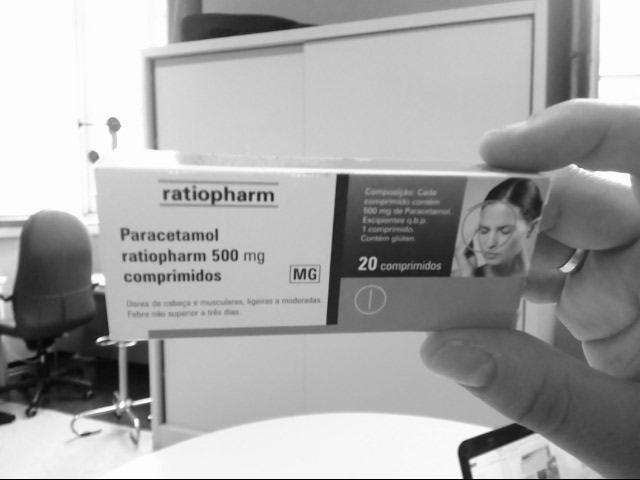 ratiopharm
Paracetamol
ratiopharm 500 mg
comprimidos
MG
Dores de cabeça e musculares, ligeiras a moderadas.
Febre não superior a três dias.
Composição: Cada
comprimido contém
500 mg de Paracetamol.
Excipientes q.b.p.
1 comprimido.
Contém glúten.
20 comprimidos